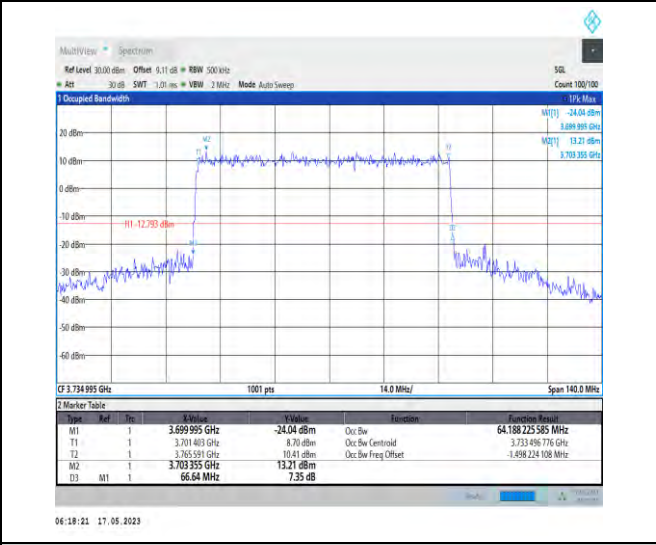 MultiView Spectrum
Ref Level 30.00 dBm Offset 9.11 dB RBW 500 kHz SGL
Att 30 dB SWT 1.01 ms VBW 2 MHz Mode Auto Sweep Count 100/100
1 Occupied Bandwidth 1Pk Max
M1[1] -24.04 dBm
3.699 995 GHz
M2[1] 13.21 dBm
3.703 355 GHz
20 dBm
M2
T1
T2
10 dBm
0 dBm
-10 dBm
H1 -12.793 dBm
D3
-20 dBm
M1
-30 dBm
-40 dBm
-50 dBm
-60 dBm
CF 3.734 995 GHz 1001 pts 14.0 MHz/ Span 140.0 MHz
2 Marker Table
Type Ref Trc X-Value Y-Value Function Function Result
M1 1 3.699 995 GHz -24.04 dBm Occ Bw 64.188 225 585 MHz
T1 1 3.701 403 GHz 8.70 dBm Occ Bw Centroid 3.733 496 776 GHz
T2 1 3.765 591 GHz 10.41 dBm Occ Bw Freq Offset -1.498 224 108 MHz
M2 1 3.703 355 GHz 13.21 dBm
D3 M1 1 66.64 MHz 7.35 dB
06:18:21 17.05.2023